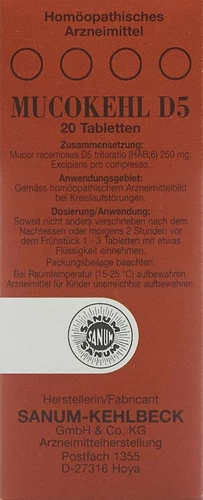 Homöopathisches
Arzneimittel
MUCOKEHL D5
20 Tabletten
Zusammensetzung:
Mucor racemosus D5 trituratio (HAB;6) 250 mg;
Excipiens pro compresso.
Anwendungsgebiet:
Gemäss homöopathischem Arzneimittelbild
bei Kreislaufstörungen.
Dosierung/Anwendung:
Soweit nicht anders verschrieben nach dem
Nachtessen oder morgens 2 Stunden vor
dem Frühstück 1 - 3 Tabletten mit etwas
Flüssigkeit einnehmen.
Packungsbeilage beachten.
Bei Raumtemperatur (15-25 °C) aufbewahren.
Arzneimittel für Kinder unerreichbar aufbewahren.
SANUM
SANUM
SANUM
Herstellerin/Fabricant
SANUM-KEHLBECK
GmbH & Co. KG
Arzneimittelherstellung
Postfach 1355
D-27316 Hoya